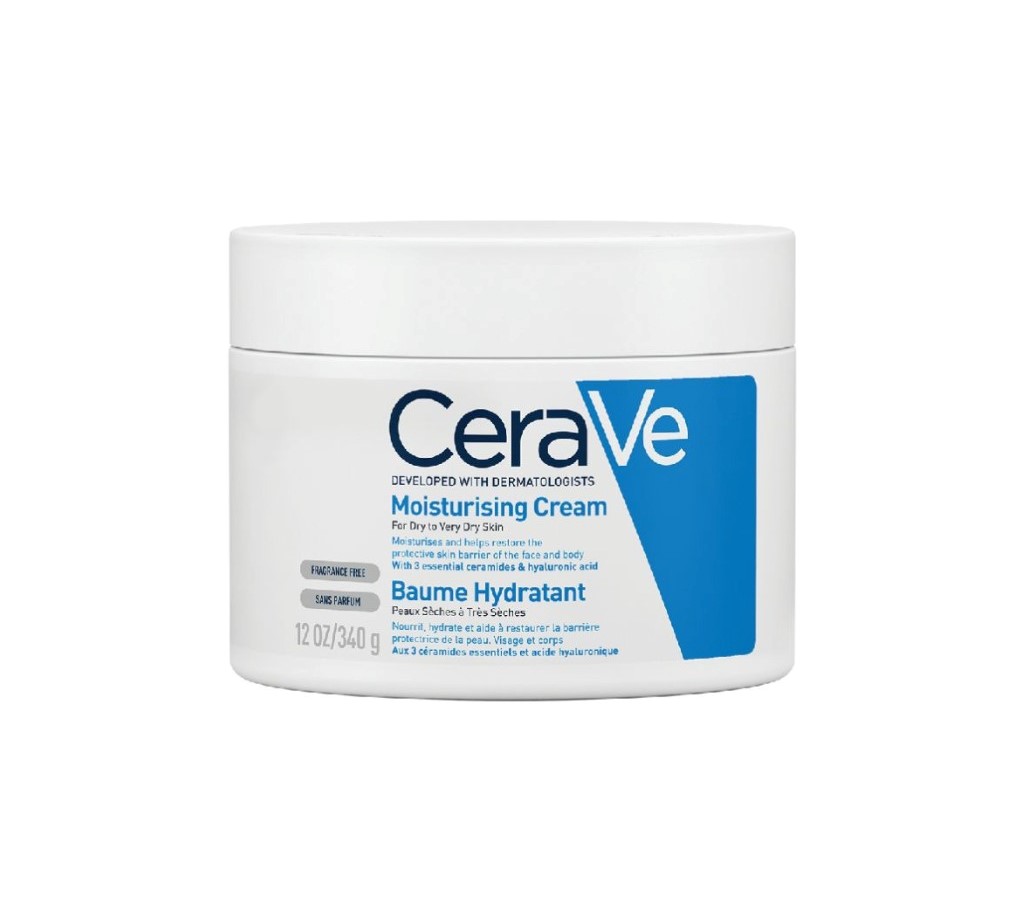 CeraVe
DEVELOPED WITH DERMATOLOGISTS
Moisturising Cream
For Dry to Very Dry Skin
Moisturises and helps restore the
protective skin barrier of the face and body
With 3 essential ceramides & hyaluronic acid
FRAGRANCE FREE
SANS PARFUM
12 OZ/340 g
Baume Hydratant
Peaux Sèches à Très Sèches
Nourrit, hydrate et aide à restaurer la barrière
protectrice de la peau. Visage et corps
Aux 3 céramides essentiels et acide hyaluronique